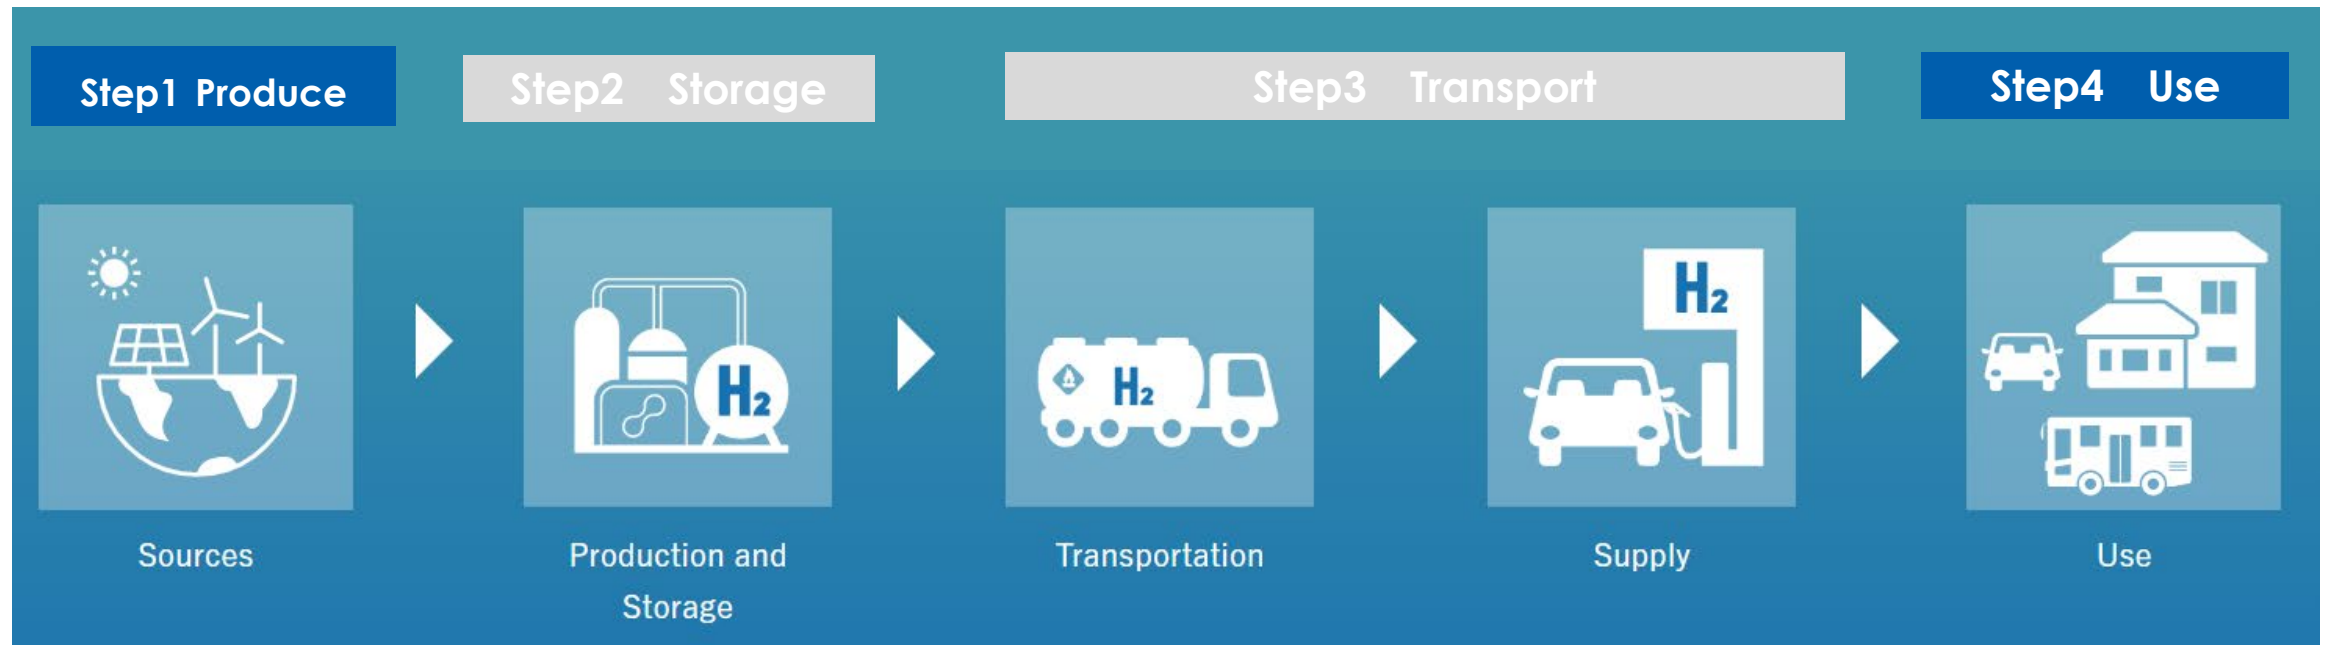 Step1 Produce
Step2 Storage
Step3 Transport
Step4 Use
H2
H2
H2
Sources
Production and
Storage
Transportation
Supply
Use